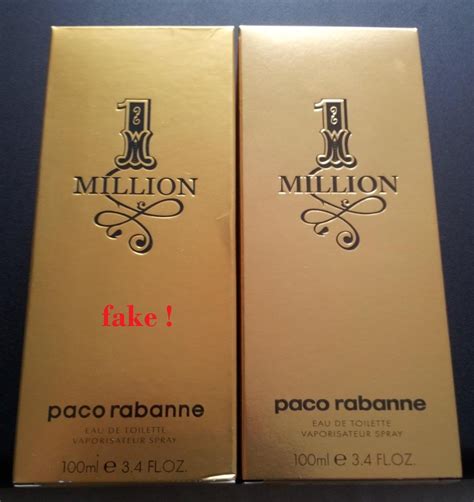 1
MILLION
fake !
paco rabanne
EAU DE TOILETTE
VAPORISATEUR SPRAY
100ml e 3.4 FL.OZ.
1
MILLION
paco rabanne
EAU DE TOILETTE
VAPORISATEUR SPRAY
100ml e 3.4 FL.OZ.